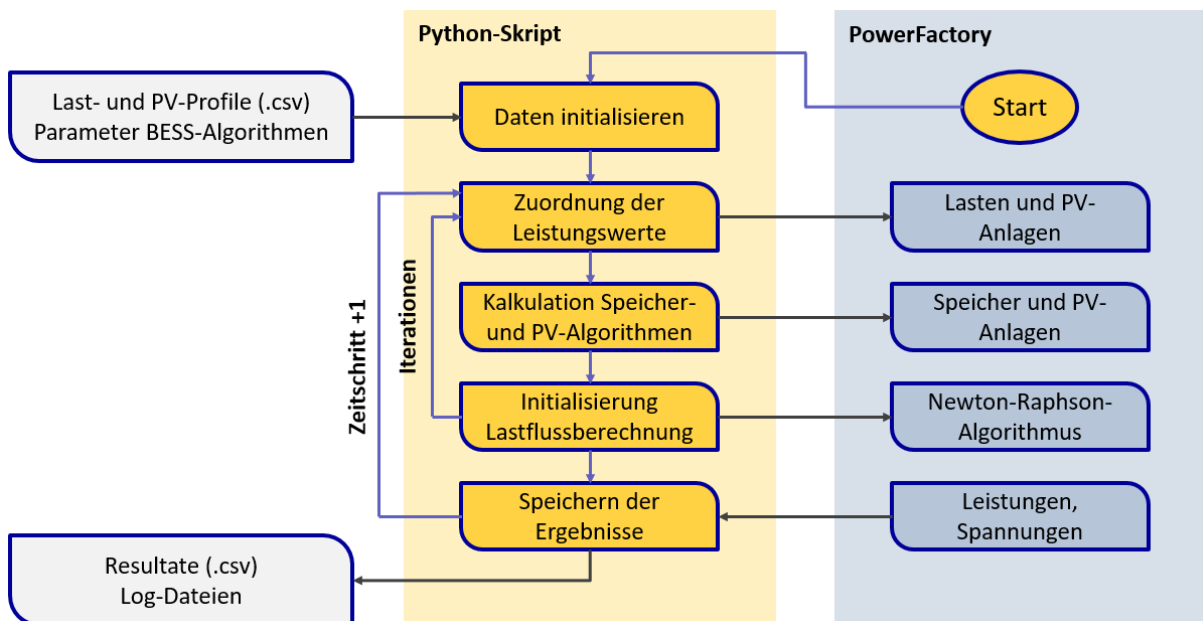 Python-Skript
PowerFactory
Last- und PV-Profile (.csv)
Parameter BESS-Algorithmen
Daten initialisieren
Start
Zuordnung der
Leistungswerte
Lasten und PV-
Anlagen
Zeitschritt +1
Iterationen
Kalkulation Speicher-
und PV-Algorithmen
Speicher und PV-
Anlagen
Initialisierung
Lastflussberechnung
Newton-Raphson-
Algorithmus
Speichern der
Ergebnisse
Leistungen,
Spannungen
Resultate (.csv)
Log-Dateien